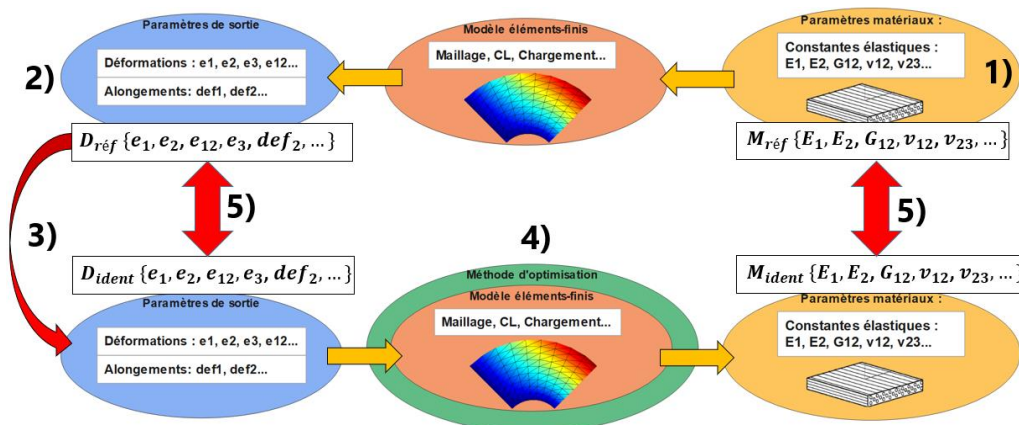 Paramètres de sortie
Déformations : e1, e2, e3, e12...
Alongements: def1, def2...
2)
Modèle éléments-finis
Maillage, CL, Chargement...
Paramètres matériaux :
Constantes élastiques :
E1, E2, G12, v12, v23...
1)
D_réf {e_1, e_2, e_12, e_3, def_2, ...}
M_réf {E_1, E_2, G_12, v_12, v_23, ...}
3)
5)
4)
5)
D_ident {e_1, e_2, e_12, e_3, def_2, ...}
M_ident {E_1, E_2, G_12, v_12, v_23, ...}
Paramètres de sortie
Déformations : e1, e2, e3, e12...
Alongements: def1, def2...
Méthode d'optimisation
Modèle éléments-finis
Maillage, CL, Chargement...
Paramètres matériaux :
Constantes élastiques :
E1, E2, G12, v12, v23...